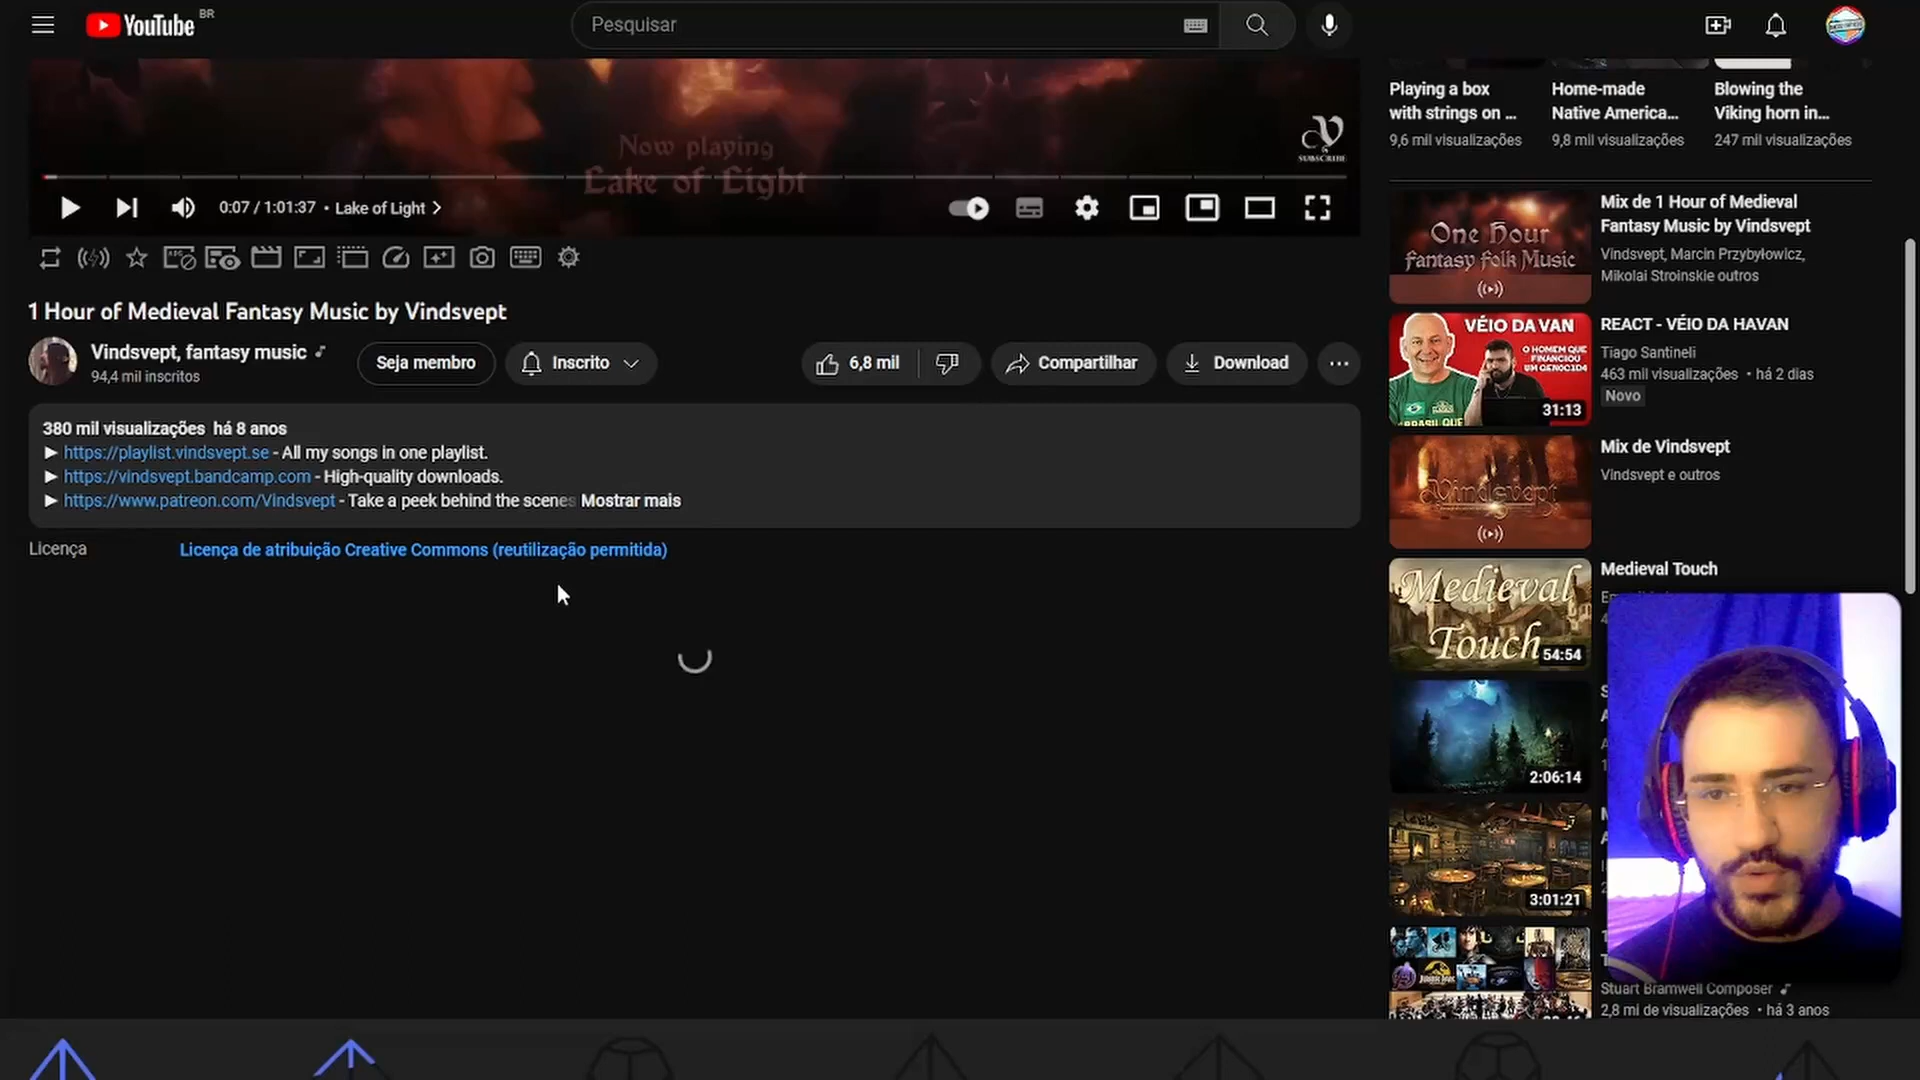 YouTube BR
Pesquisar
Now playing
Lake of Light
SUBSCRIBE
0:07 / 1:01:37 • Lake of Light
1 Hour of Medieval Fantasy Music by Vindsvept
Vindsvept, fantasy music
94,4 mil inscritos
Seja membro
Inscrito
6,8 mil
Compartilhar
Download
380 mil visualizações há 8 anos
► https://playlist.vindsvept.se - All my songs in one playlist.
► https://vindsvept.bandcamp.com - High-quality downloads.
► https://www.patreon.com/Vindsvept - Take a peek behind the scenes Mostrar mais
Licença
Licença de atribuição Creative Commons (reutilização permitida)
Playing a box
with strings on ...
9,6 mil visualizações
Home-made
Native America...
9,8 mil visualizações
Blowing the
Viking horn in...
247 mil visualizações
One Hour
Fantasy Folk Music
Mix de 1 Hour of Medieval
Fantasy Music by Vindsvept
Vindsvept, Marcin Przybyłowicz,
Mikolai Stroinskie outros
VÉIO DA VAN
O HOMEM QUE
FINANCIOU
UM GENOCID4
BRASIL QUE
31:13
REACT - VÉIO DA HAVAN
Tiago Santineli
463 mil visualizações • há 2 dias
Novo
Vindsvept
Mix de Vindsvept
Vindsvept e outros
Medieval
Touch
54:54
Medieval Touch
2:06:14
3:01:21
Stuart Bramwell Composer
2,8 mi de visualizações • há 3 anos